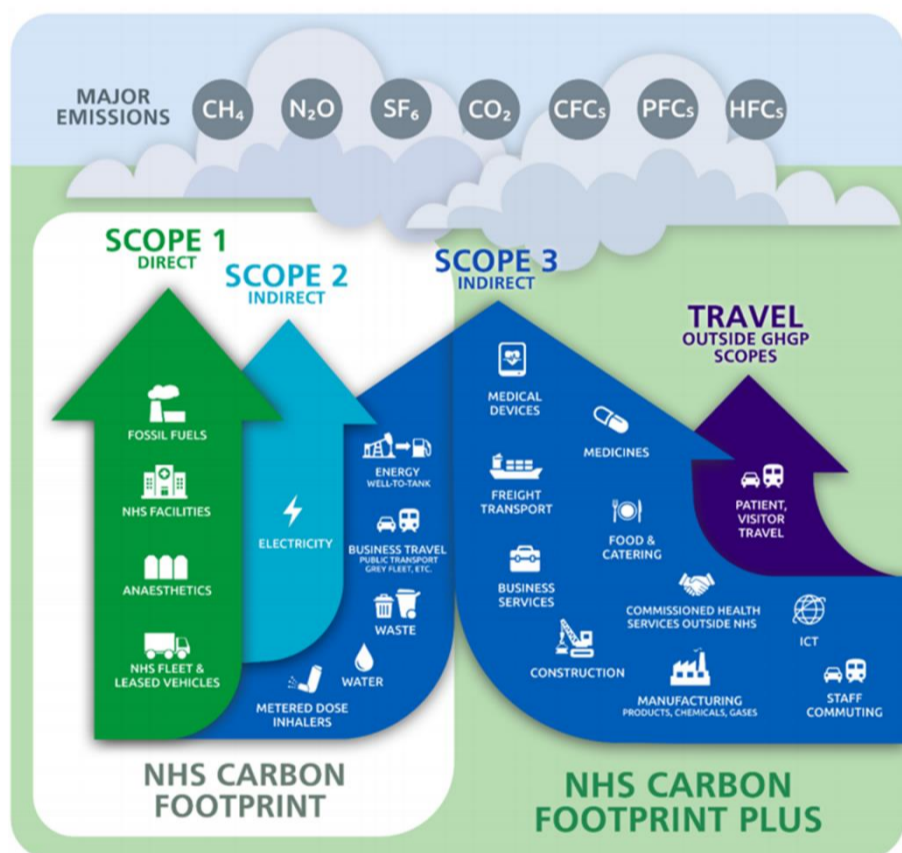 MAJOR
EMISSIONS
CH₄
N₂O
SF₆
CO₂
CFCs
PFCs
HFCs
SCOPE 1
DIRECT
SCOPE 2
INDIRECT
SCOPE 3
INDIRECT
TRAVEL
OUTSIDE GHGP
SCOPES
FOSSIL FUELS
NHS FACILITIES
ANAESTHETICS
NHS FLEET &
LEASED VEHICLES
ELECTRICITY
ENERGY
WELL-TO-TANK
BUSINESS TRAVEL
PUBLIC TRANSPORT
GREY FLEET, ETC.
WASTE
WATER
METERED DOSE
INHALERS
MEDICAL
DEVICES
MEDICINES
FREIGHT
TRANSPORT
FOOD &
CATERING
BUSINESS
SERVICES
COMMISSIONED HEALTH
SERVICES OUTSIDE NHS
CONSTRUCTION
MANUFACTURING
PRODUCTS, CHEMICALS, GASES
ICT
STAFF
COMMUTING
PATIENT,
VISITOR
TRAVEL
NHS CARBON
FOOTPRINT
NHS CARBON
FOOTPRINT PLUS